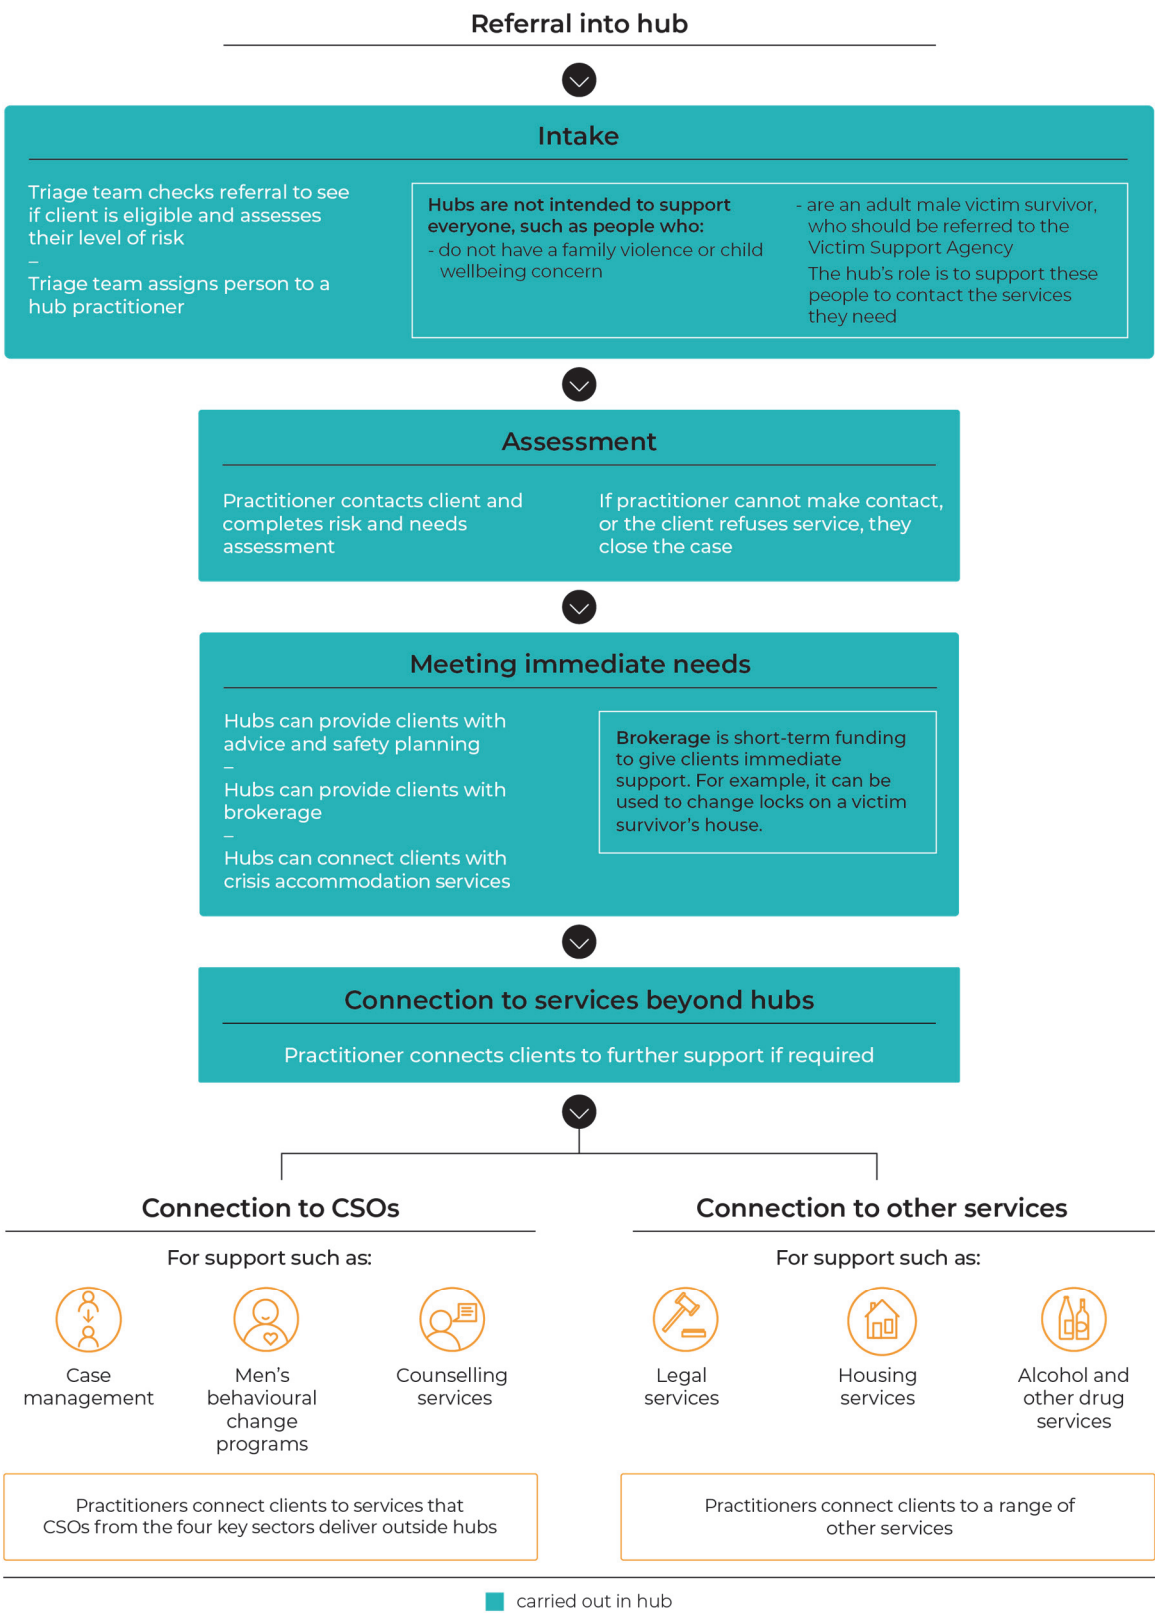 Referral into hub
Intake
Triage team checks referral to see
if client is eligible and assesses
their level of risk
–
Triage team assigns person to a
hub practitioner
Hubs are not intended to support
everyone, such as people who:
- do not have a family violence or child
wellbeing concern
- are an adult male victim survivor,
who should be referred to the
Victim Support Agency
The hub's role is to support these
people to contact the services
they need
Assessment
Practitioner contacts client and
completes risk and needs
assessment
If practitioner cannot make contact,
or the client refuses service, they
close the case
Meeting immediate needs
Hubs can provide clients with
advice and safety planning
–
Hubs can provide clients with
brokerage
–
Hubs can connect clients with
crisis accommodation services
Brokerage is short-term funding
to give clients immediate
support. For example, it can be
used to change locks on a victim
survivor's house.
Connection to services beyond hubs
Practitioner connects clients to further support if required
Connection to CSOs
For support such as:
Case
management
Men's
behavioural
change
programs
Counselling
services
Practitioners connect clients to services that
CSOs from the four key sectors deliver outside hubs
Connection to other services
For support such as:
Legal
services
Housing
services
Alcohol and
other drug
services
Practitioners connect clients to a range of
other services
carried out in hub